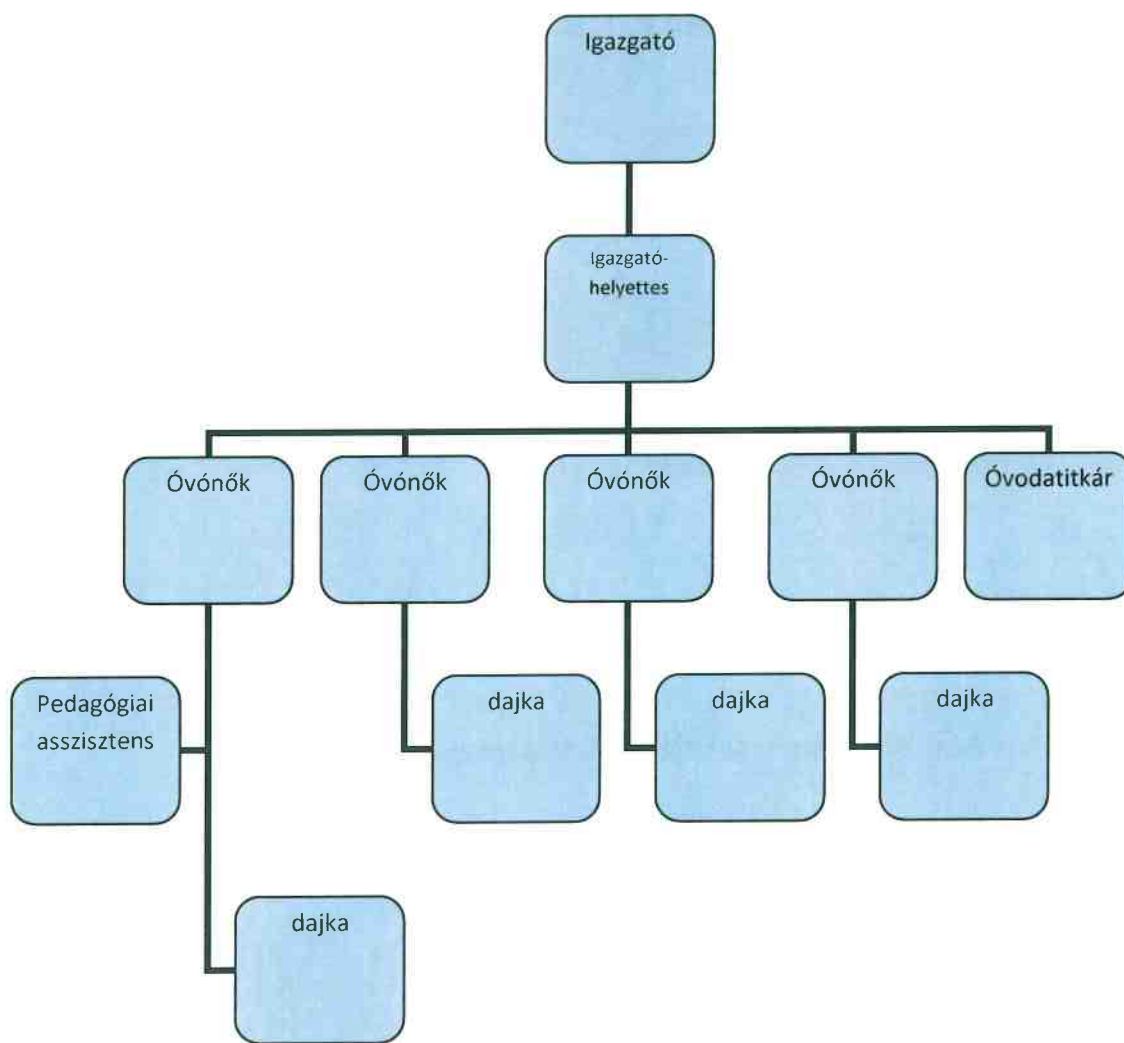 Igazgató
Igazgató-
helyettes
Óvónők
Óvónők
Óvónők
Óvónők
Óvodatitkár
Pedagógiai
asszisztens
dajka
dajka
dajka
dajka